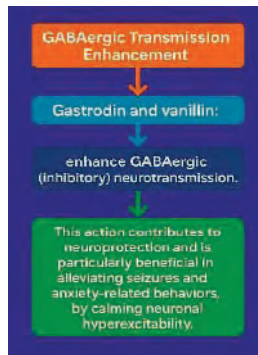 GABAergic Transmission
Enhancement
Gastrodin and vanillin:
enhance GABAergic
(inhibitory) neurotransmission.
This action contributes to
neuroprotection and is
particularly beneficial in
alleviating seizures and
anxiety-related behaviors,
by calming neuronal
hyperexcitability.